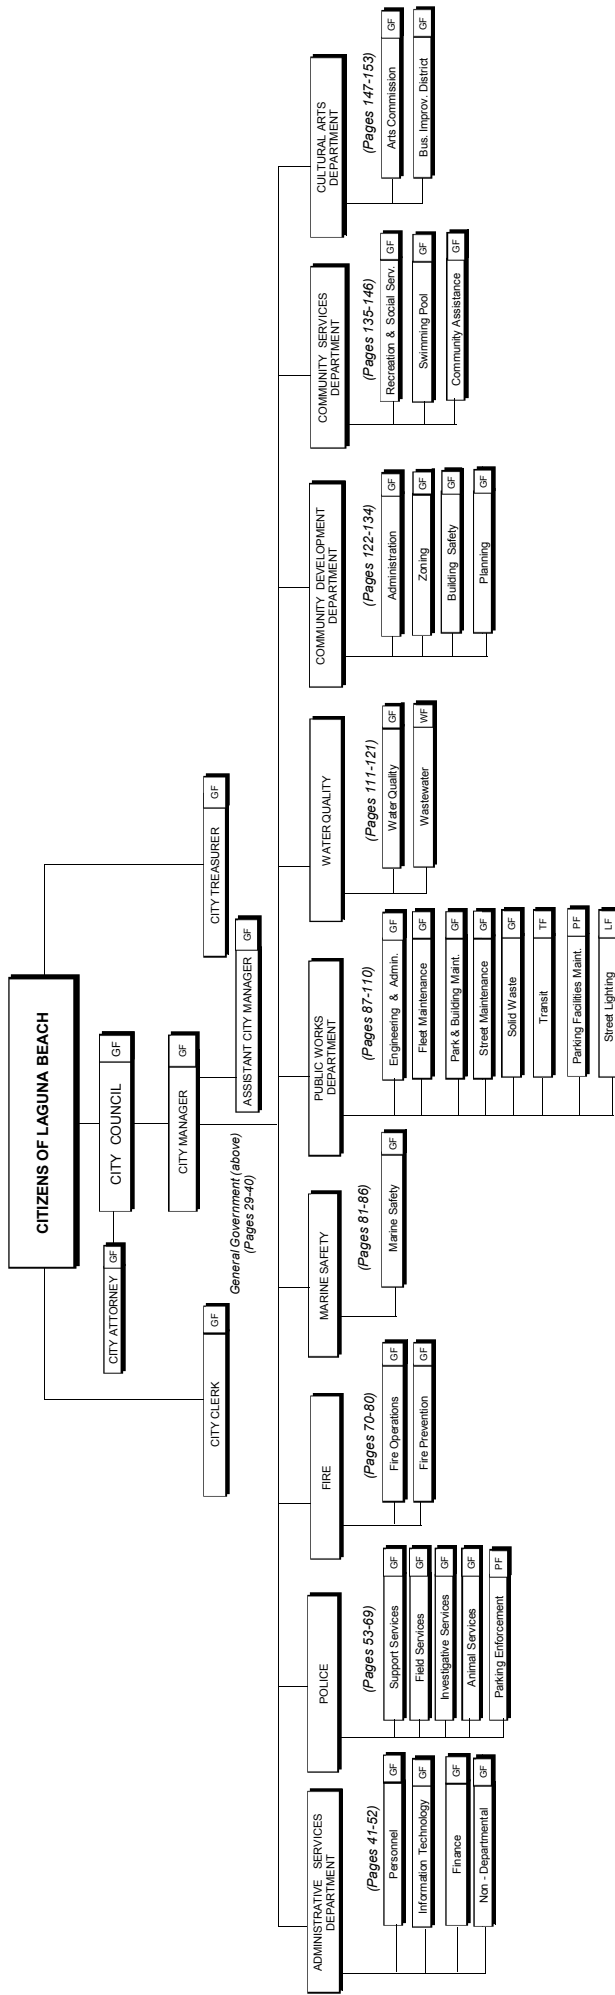 CITIZENS OF LAGUNA BEACH
CITY CLERK GF
CITY ATTORNEY GF
CITY COUNCIL GF
CITY TREASURER GF
CITY MANAGER GF
ASSISTANT CITY MANAGER GF
General Government (above)
(Pages 29-40)
ADMINISTRATIVE SERVICES
DEPARTMENT
(Pages 41-52)
Personnel GF
Information Technology GF
Finance GF
Non - Departmental GF
POLICE
(Pages 53-69)
Support Services GF
Field Services GF
Investigative Services GF
Animal Services GF
Parking Enforcement PF
FIRE
(Pages 70-80)
Fire Operations GF
Fire Prevention GF
MARINE SAFETY
(Pages 81-86)
Marine Safety GF
PUBLIC WORKS
DEPARTMENT
(Pages 87-110)
Engineering & Admin. GF
Fleet Maintenance GF
Park & Building Maint. GF
Street Maintenance GF
Solid Waste GF
Transit TF
Parking Facilities Maint. PF
Street Lighting LF
WATER QUALITY
(Pages 111-121)
Water Quality GF
Wastewater WF
COMMUNITY DEVELOPMENT
DEPARTMENT
(Pages 122-134)
Administration GF
Zoning GF
Building Safety GF
Planning GF
COMMUNITY SERVICES
DEPARTMENT
(Pages 135-146)
Recreation & Social Serv. GF
Swimming Pool GF
Community Assistance GF
CULTURAL ARTS
DEPARTMENT
(Pages 147-153)
Arts Commission GF
Bus. Improv. District GF